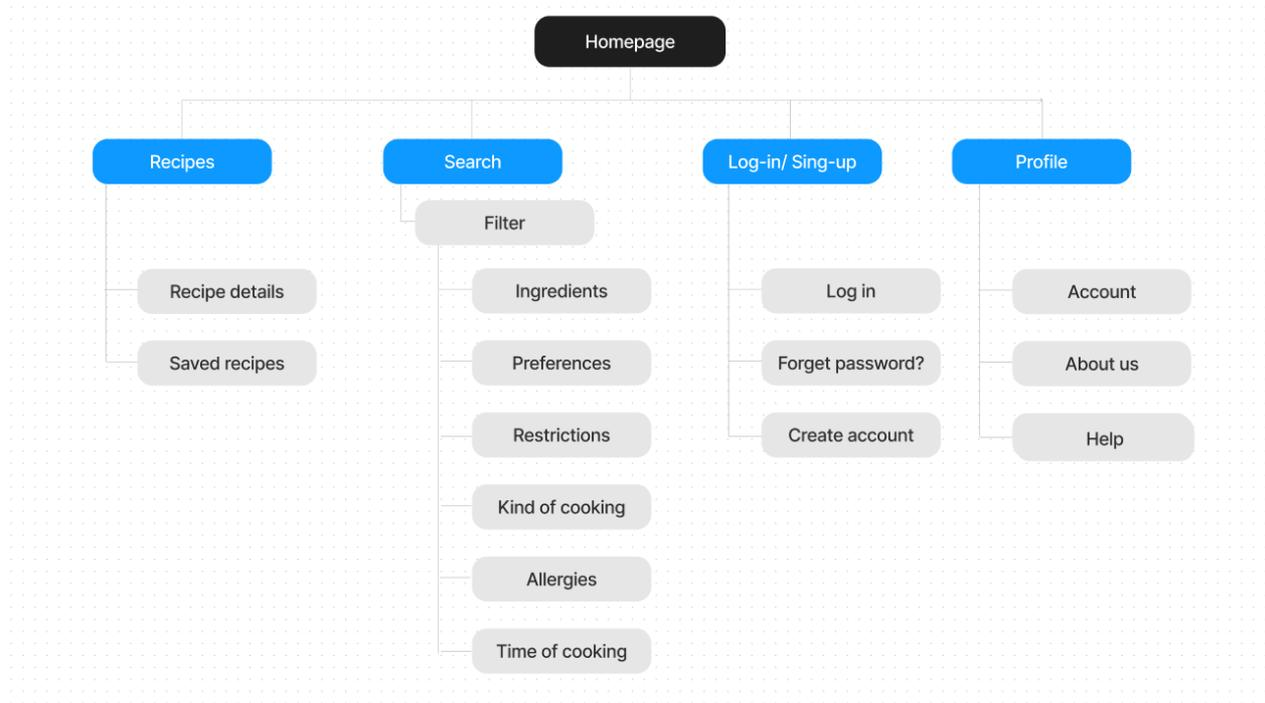 Homepage
Recipes
Search
Log-in/ Sing-up
Profile
Filter
Recipe details
Ingredients
Log in
Account
Saved recipes
Preferences
Forget password?
About us
Restrictions
Create account
Help
Kind of cooking
Allergies
Time of cooking